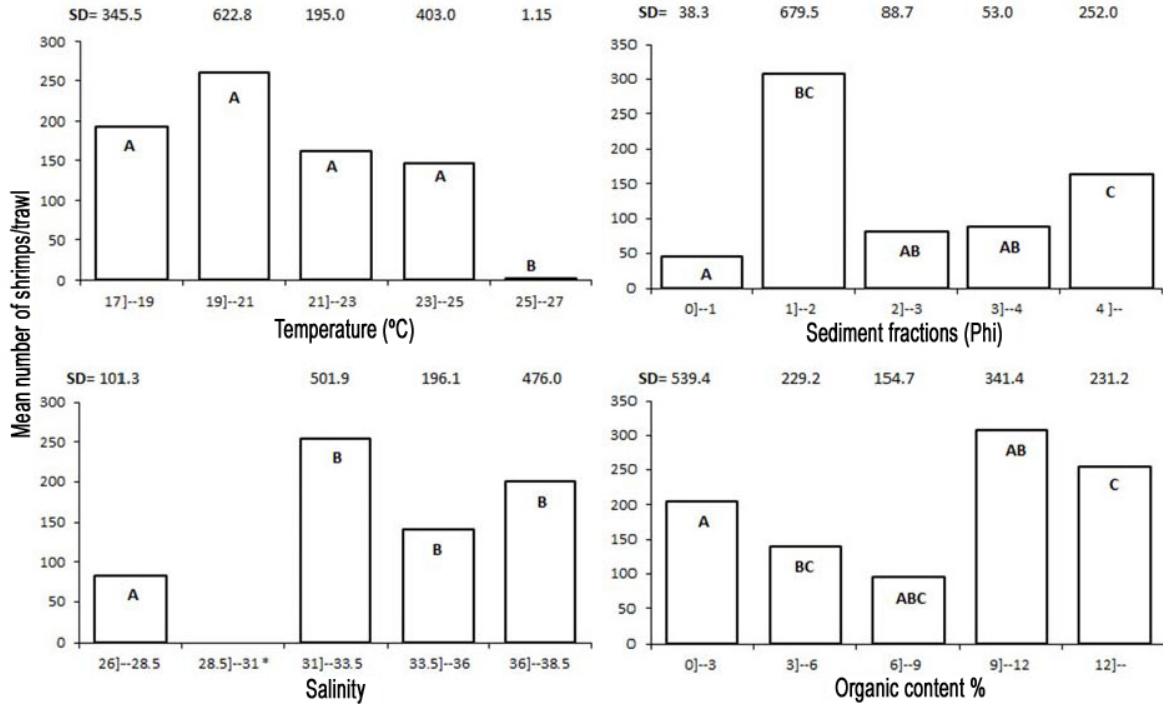 SD= 345.5 622.8 195.0 403.0 1.15
300
250
200
150
100
50
0
A
A
A
A
B
17]--19 19]--21 21]--23 23]--25 25]--27
Temperature (ºC)
SD= 38.3 679.5 88.7 53.0 252.0
350
300
250
200
150
100
50
0
A
BC
AB
AB
C
0]--1 1]--2 2]--3 3]--4 4 ]--
Sediment fractions (Phi)
Mean number of shrimps/trawl
SD= 101.3 501.9 196.1 476.0
300
250
200
150
100
50
0
A
B
B
B
26]--28.5 28.5]--31 * 31]--33.5 33.5]--36 36]--38.5
Salinity
SD= 539.4 229.2 154.7 341.4 231.2
350
300
250
200
150
100
50
0
A
BC
ABC
AB
C
0]--3 3]--6 6]--9 9]--12 12]--
Organic content %